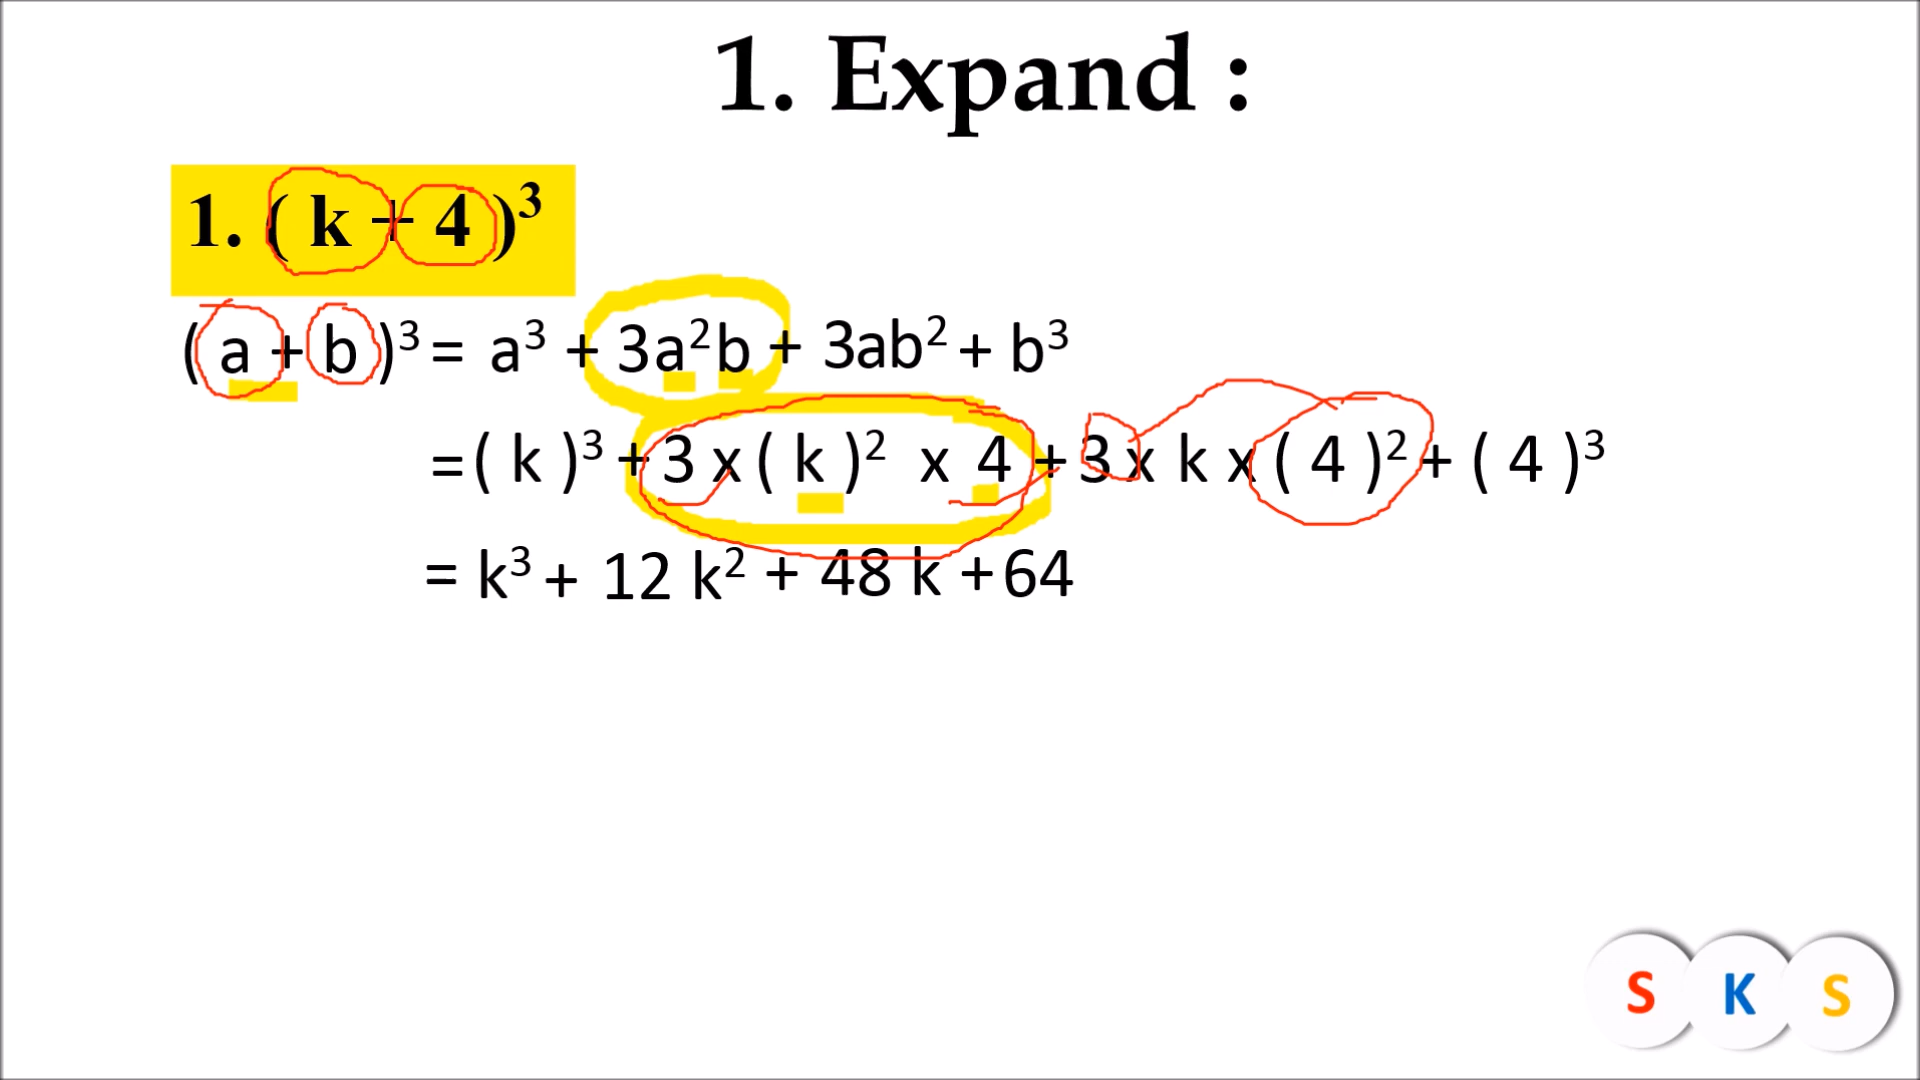 1. Expand :
1. ( k + 4 )³
( a + b )³ = a³ + 3a²b + 3ab² + b³
= ( k )³ + 3 x ( k )² x 4 + 3 x k x ( 4 )² + ( 4 )³
= k³ + 12 k² + 48 k + 64
S K S